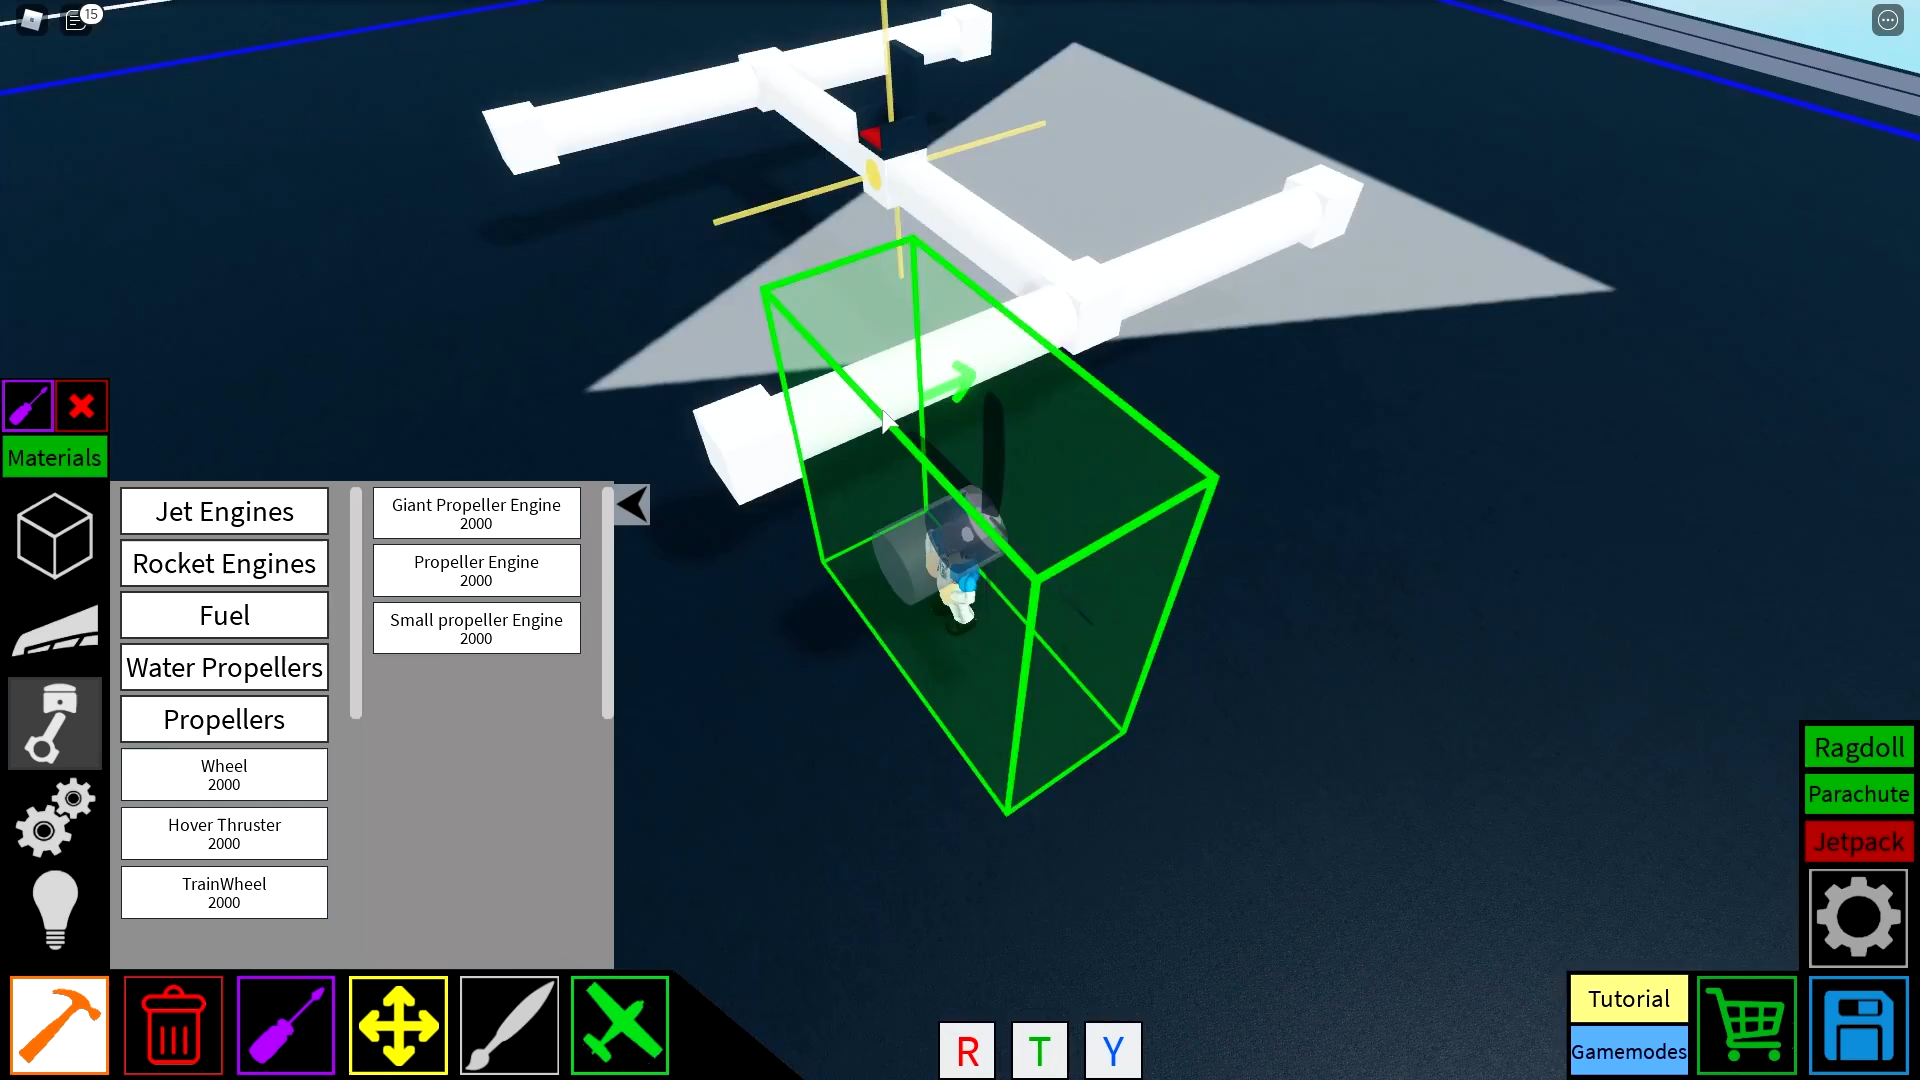 15
Materials
Jet Engines
Rocket Engines
Fuel
Water Propellers
Propellers
Wheel
2000
Hover Thruster
2000
TrainWheel
2000
Giant Propeller Engine
2000
Propeller Engine
2000
Small propeller Engine
2000
Ragdoll
Parachute
Jetpack
R
T
Y
Tutorial
Gamemodes